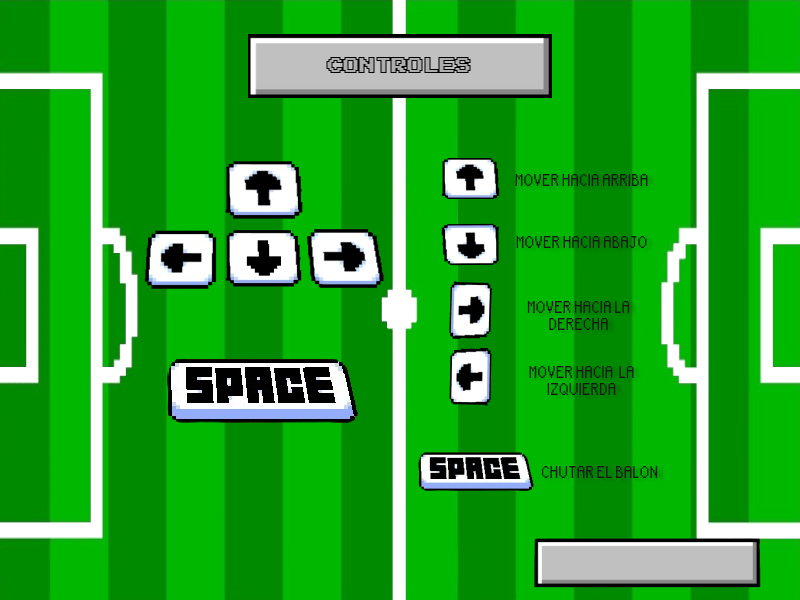 CONTROLES
SPACE
MOVER HACIA ARRIBA
MOVER HACIA ABAJO
MOVER HACIA LA
DERECHA
MOVER HACIA LA
IZQUIERDA
SPACE
CHUTAR EL BALON